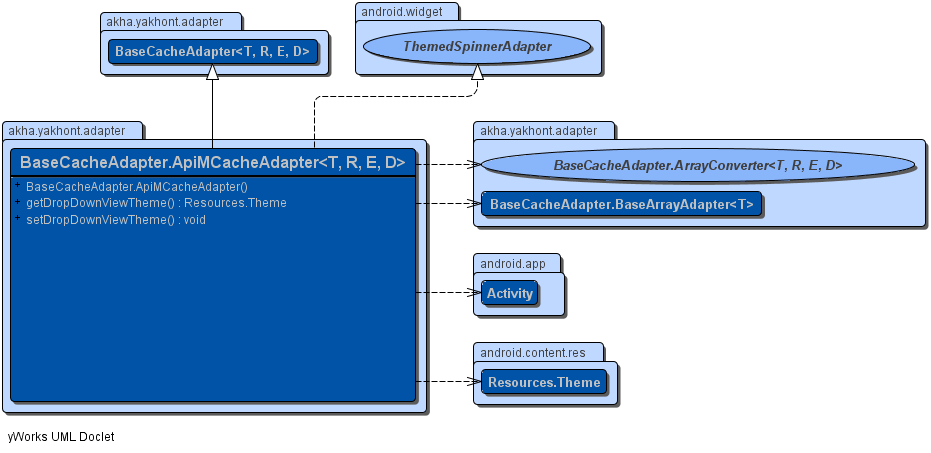 akha.yakhont.adapter
BaseCacheAdapter<T, R, E, D>
android.widget
ThemedSpinnerAdapter
akha.yakhont.adapter
BaseCacheAdapter.ApiMCacheAdapter<T, R, E, D>
+ BaseCacheAdapter.ApiMCacheAdapter()
+ getDropDownViewTheme() : Resources.Theme
+ setDropDownViewTheme() : void
akha.yakhont.adapter
BaseCacheAdapter.ArrayConverter<T, R, E, D>
BaseCacheAdapter.BaseArrayAdapter<T>
android.app
Activity
android.content.res
Resources.Theme
yWorks UML Doclet